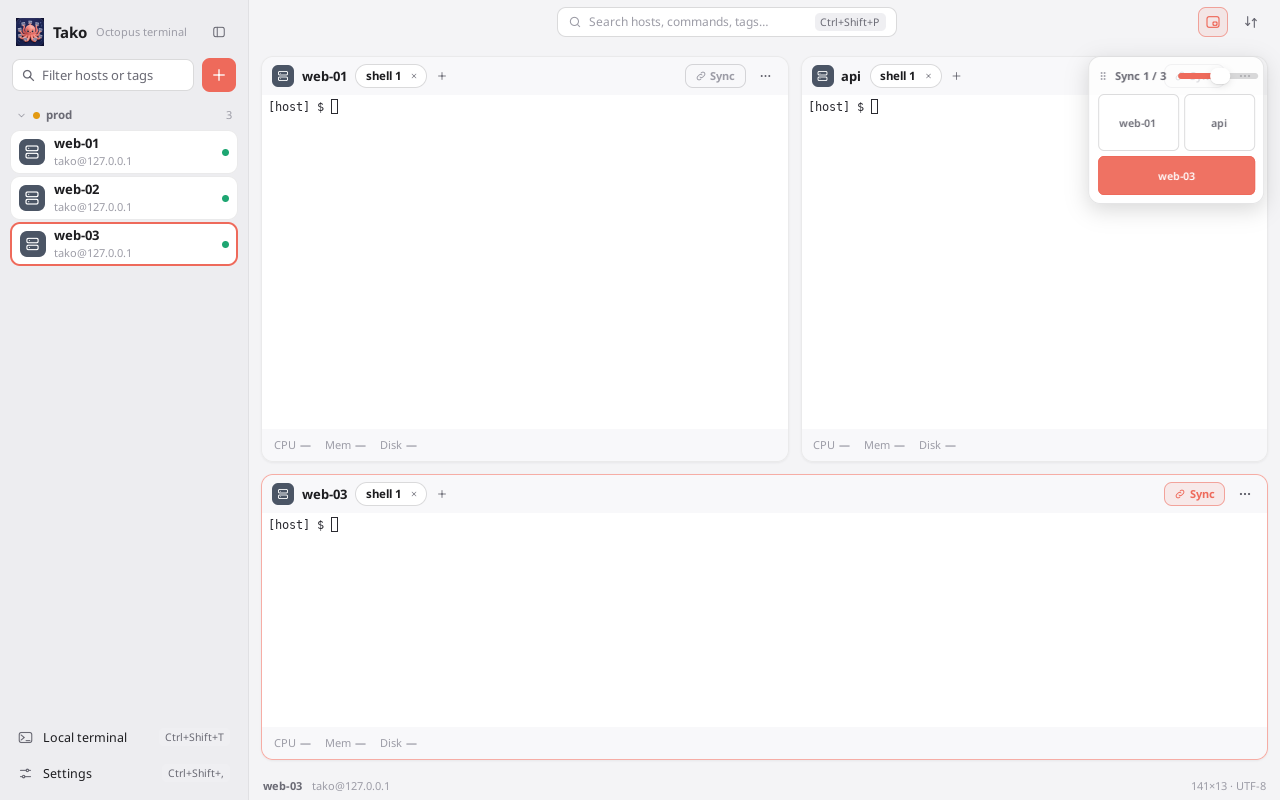 Tako Octopus terminal
Search hosts, commands, tags... Ctrl+Shift+P
Filter hosts or tags
prod 3
web-01
tako@127.0.0.1
web-02
tako@127.0.0.1
web-03
tako@127.0.0.1
Local terminal Ctrl+Shift+T
Settings Ctrl+Shift+,
web-01 shell 1 × + Sync ...
[host] $
CPU — Mem — Disk —
api shell 1 × +
[host] $
CPU — Mem — Disk —
Sync 1 / 3
web-01 api
web-03
web-03 shell 1 × + Sync ...
[host] $
CPU — Mem — Disk —
web-03 tako@127.0.0.1 141×13 · UTF-8